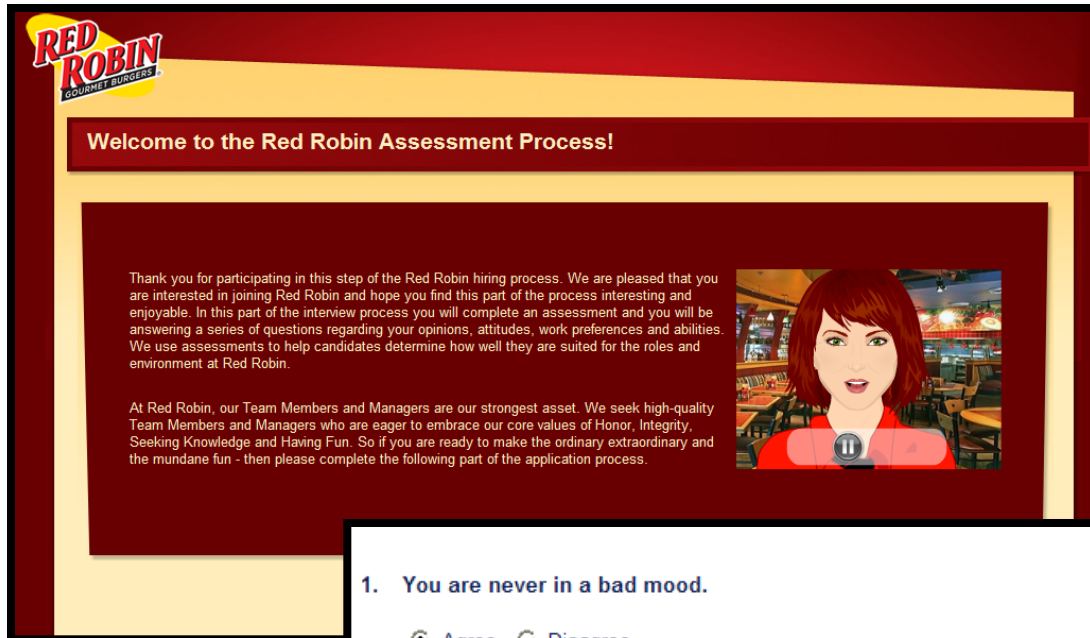 RED
ROBIN
GOURMET BURGERS
Welcome to the Red Robin Assessment Process!
Thank you for participating in this step of the Red Robin hiring process. We are pleased that you
are interested in joining Red Robin and hope you find this part of the process interesting and
enjoyable. In this part of the interview process you will complete an assessment and you will be
answering a series of questions regarding your opinions, attitudes, work preferences and abilities.
We use assessments to help candidates determine how well they are suited for the roles and
environment at Red Robin.
At Red Robin, our Team Members and Managers are our strongest asset. We seek high-quality
Team Members and Managers who are eager to embrace our core values of Honor, Integrity,
Seeking Knowledge and Having Fun. So if you are ready to make the ordinary extraordinary and
the mundane fun - then please complete the following part of the application process.
1. You are never in a bad mood.
Agree Disagree